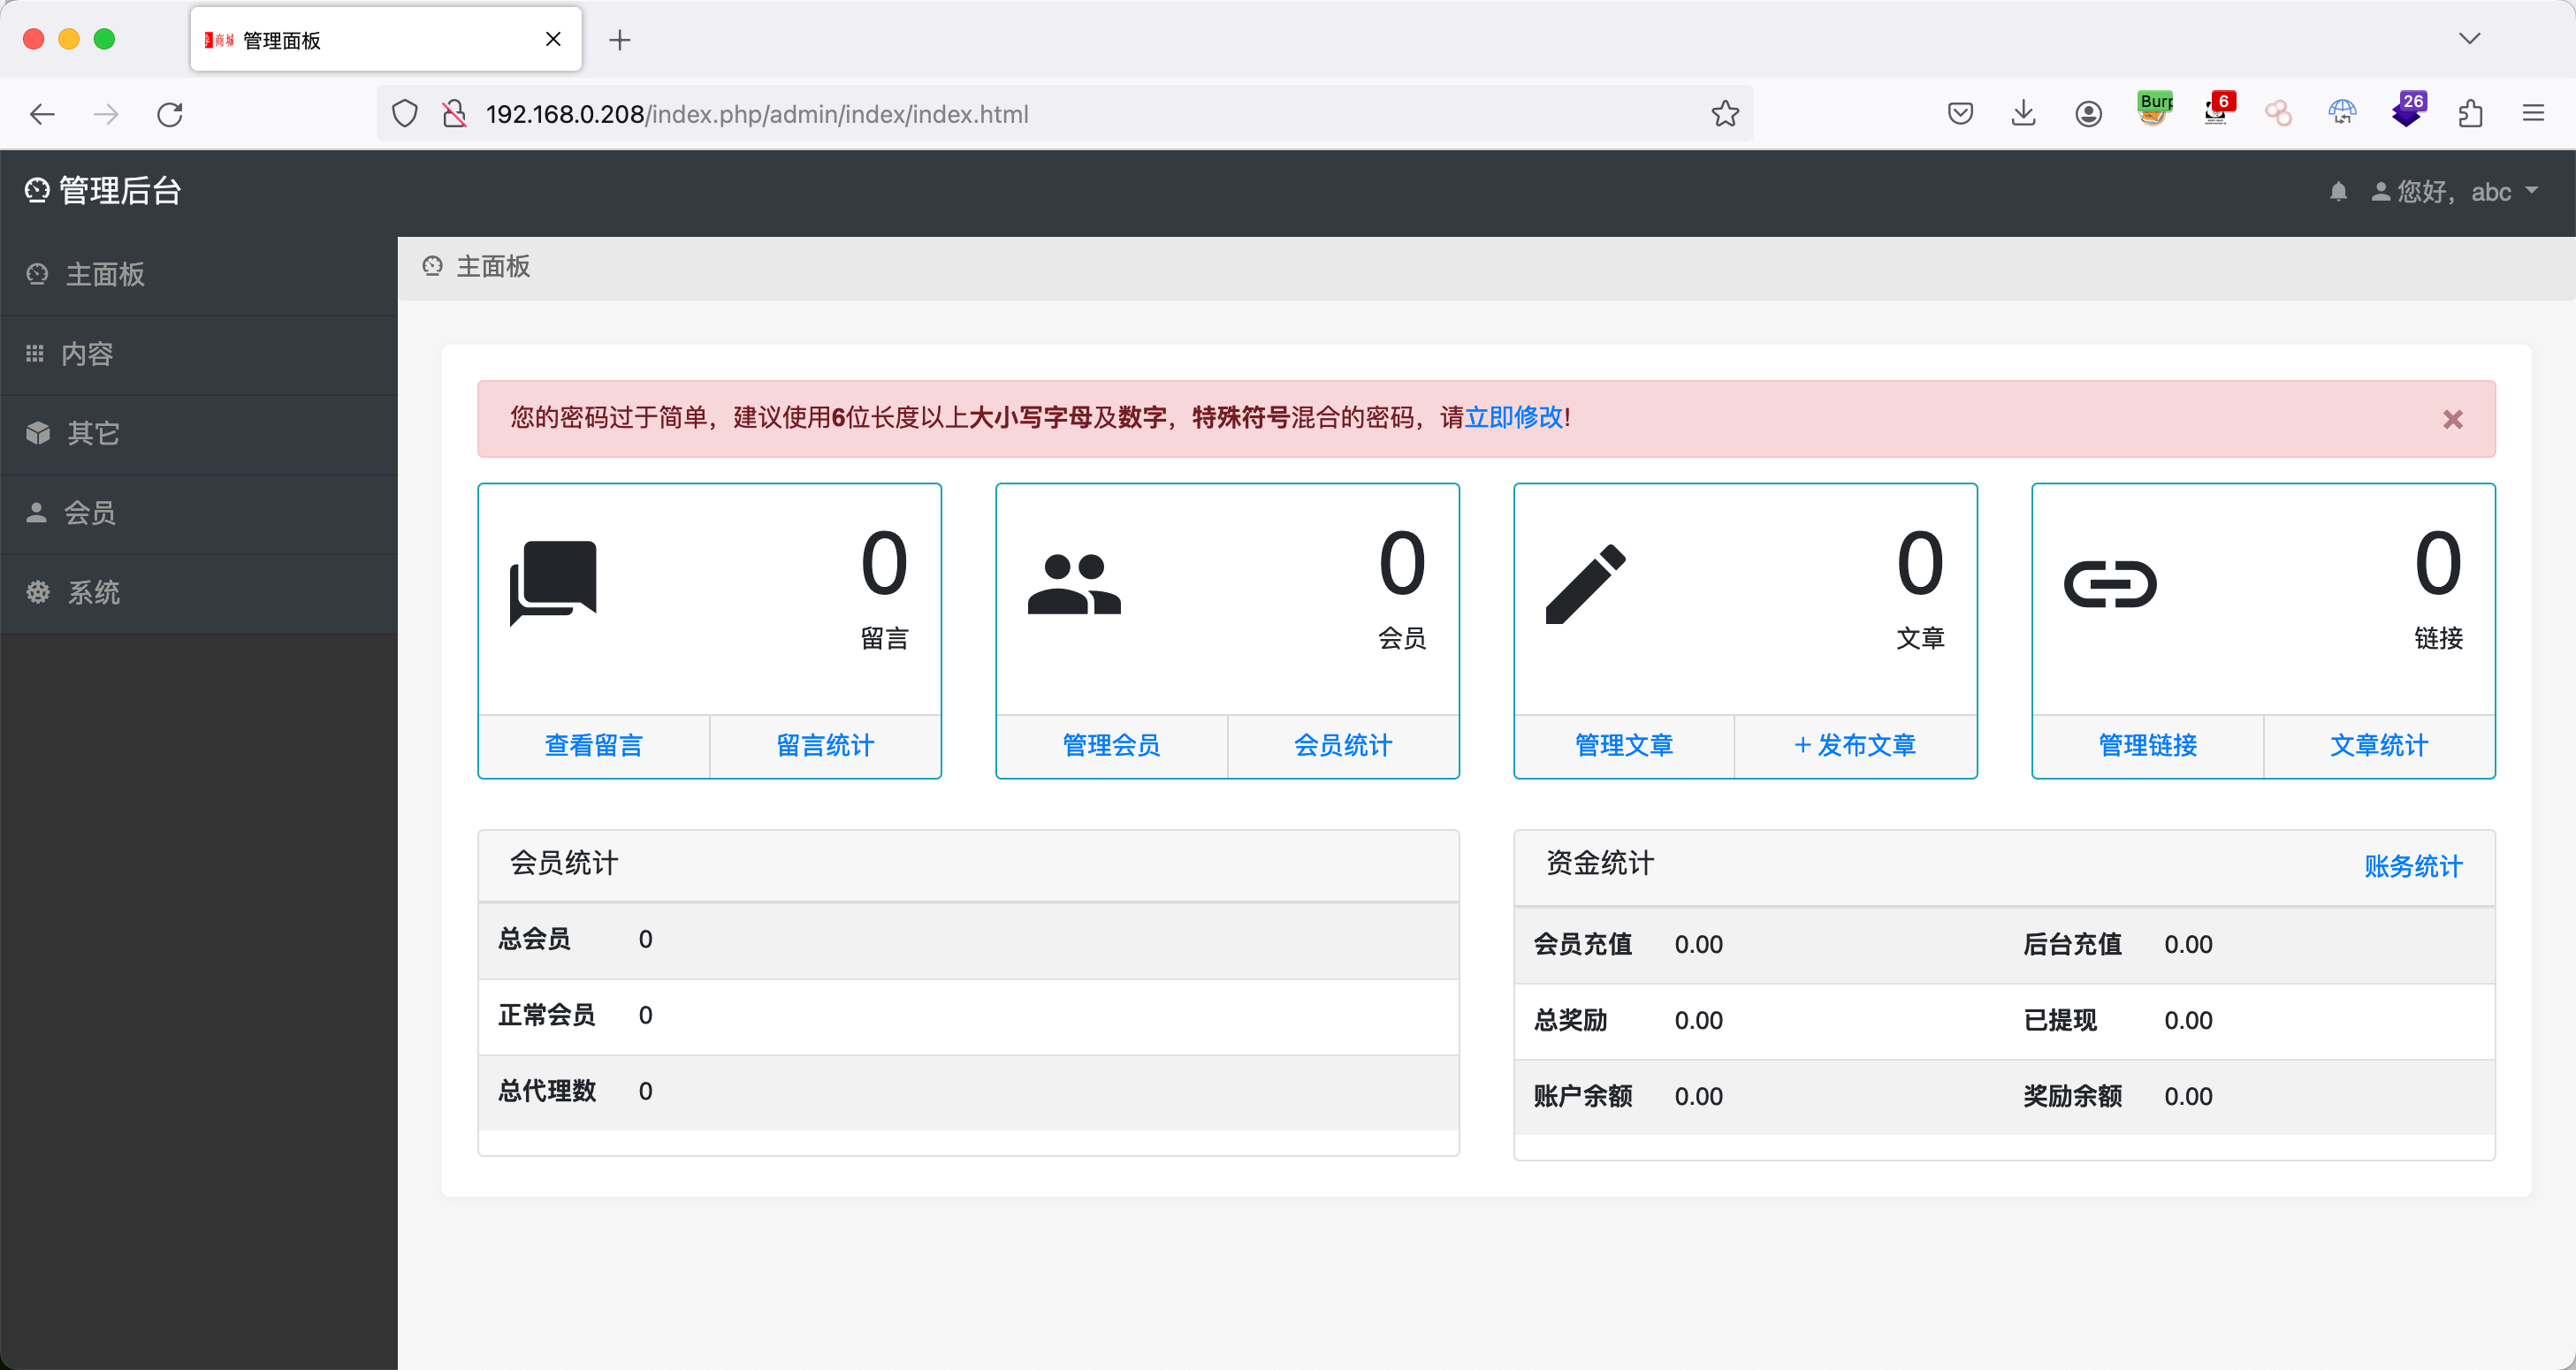 商城 管理面板
192.168.0.208/index.php/admin/index/index.html
Burp
6
26
管理后台
您好，abc
主面板
内容
其它
会员
系统
主面板
您的密码过于简单，建议使用6位长度以上大小写字母及数字，特殊符号混合的密码，请立即修改!
0
留言
查看留言 留言统计
0
会员
管理会员 会员统计
0
文章
管理文章 +发布文章
0
链接
管理链接 文章统计
会员统计
总会员 0
正常会员 0
总代理数 0
资金统计 账务统计
会员充值 0.00 后台充值 0.00
总奖励 0.00 已提现 0.00
账户余额 0.00 奖励余额 0.00